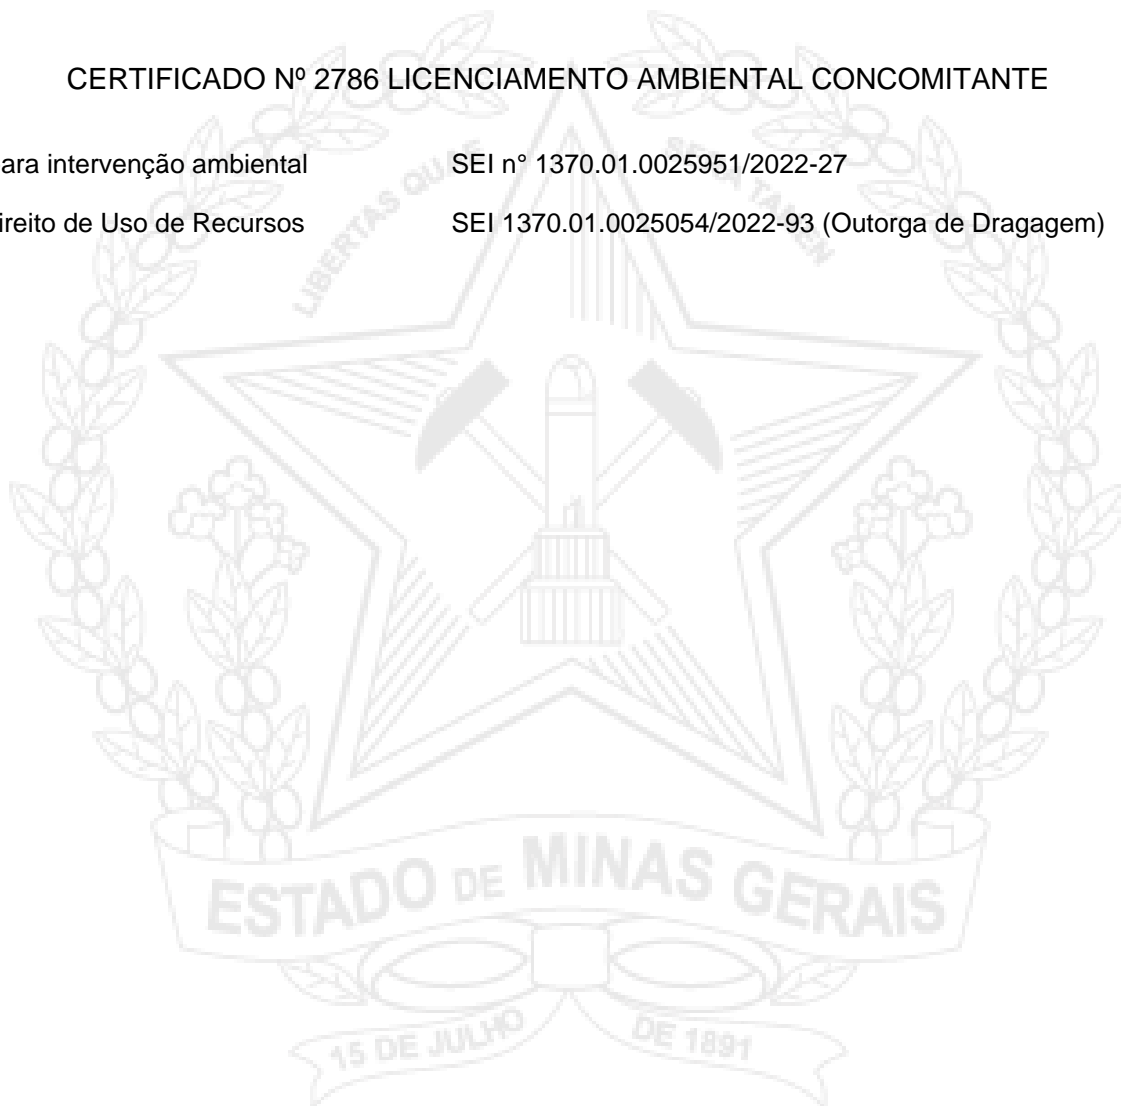 CERTIFICADO Nº 2786 LICENCIAMENTO AMBIENTAL CONCOMITANTE
ara intervenção ambiental SEI n° 1370.01.0025951/2022-27
ireito de Uso de Recursos SEI 1370.01.0025054/2022-93 (Outorga de Dragagem)
LIBERTAS QUAE SERA TAMEN
ESTADO DE MINAS GERAIS
15 DE JULHO DE 1891